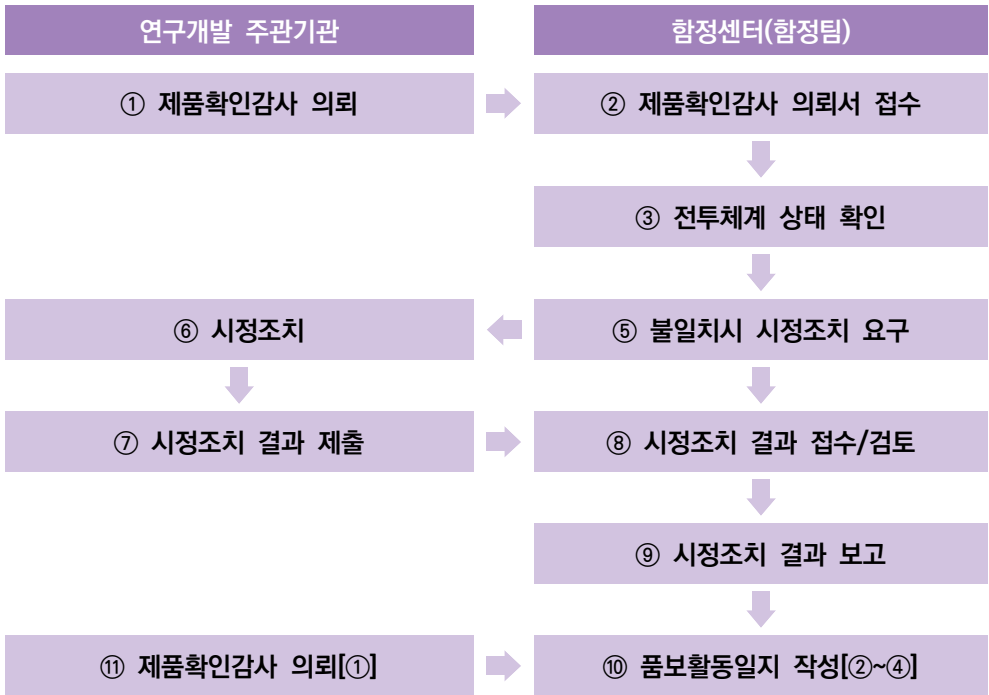 연구개발 주관기관
함정센터(함정팀)
① 제품확인감사 의뢰
② 제품확인감사 의뢰서 접수
③ 전투체계 상태 확인
⑥ 시정조치
⑤ 불일치시 시정조치 요구
⑦ 시정조치 결과 제출
⑧ 시정조치 결과 접수/검토
⑨ 시정조치 결과 보고
⑪ 제품확인감사 의뢰[①]
⑩ 품보활동일지 작성[②~④]